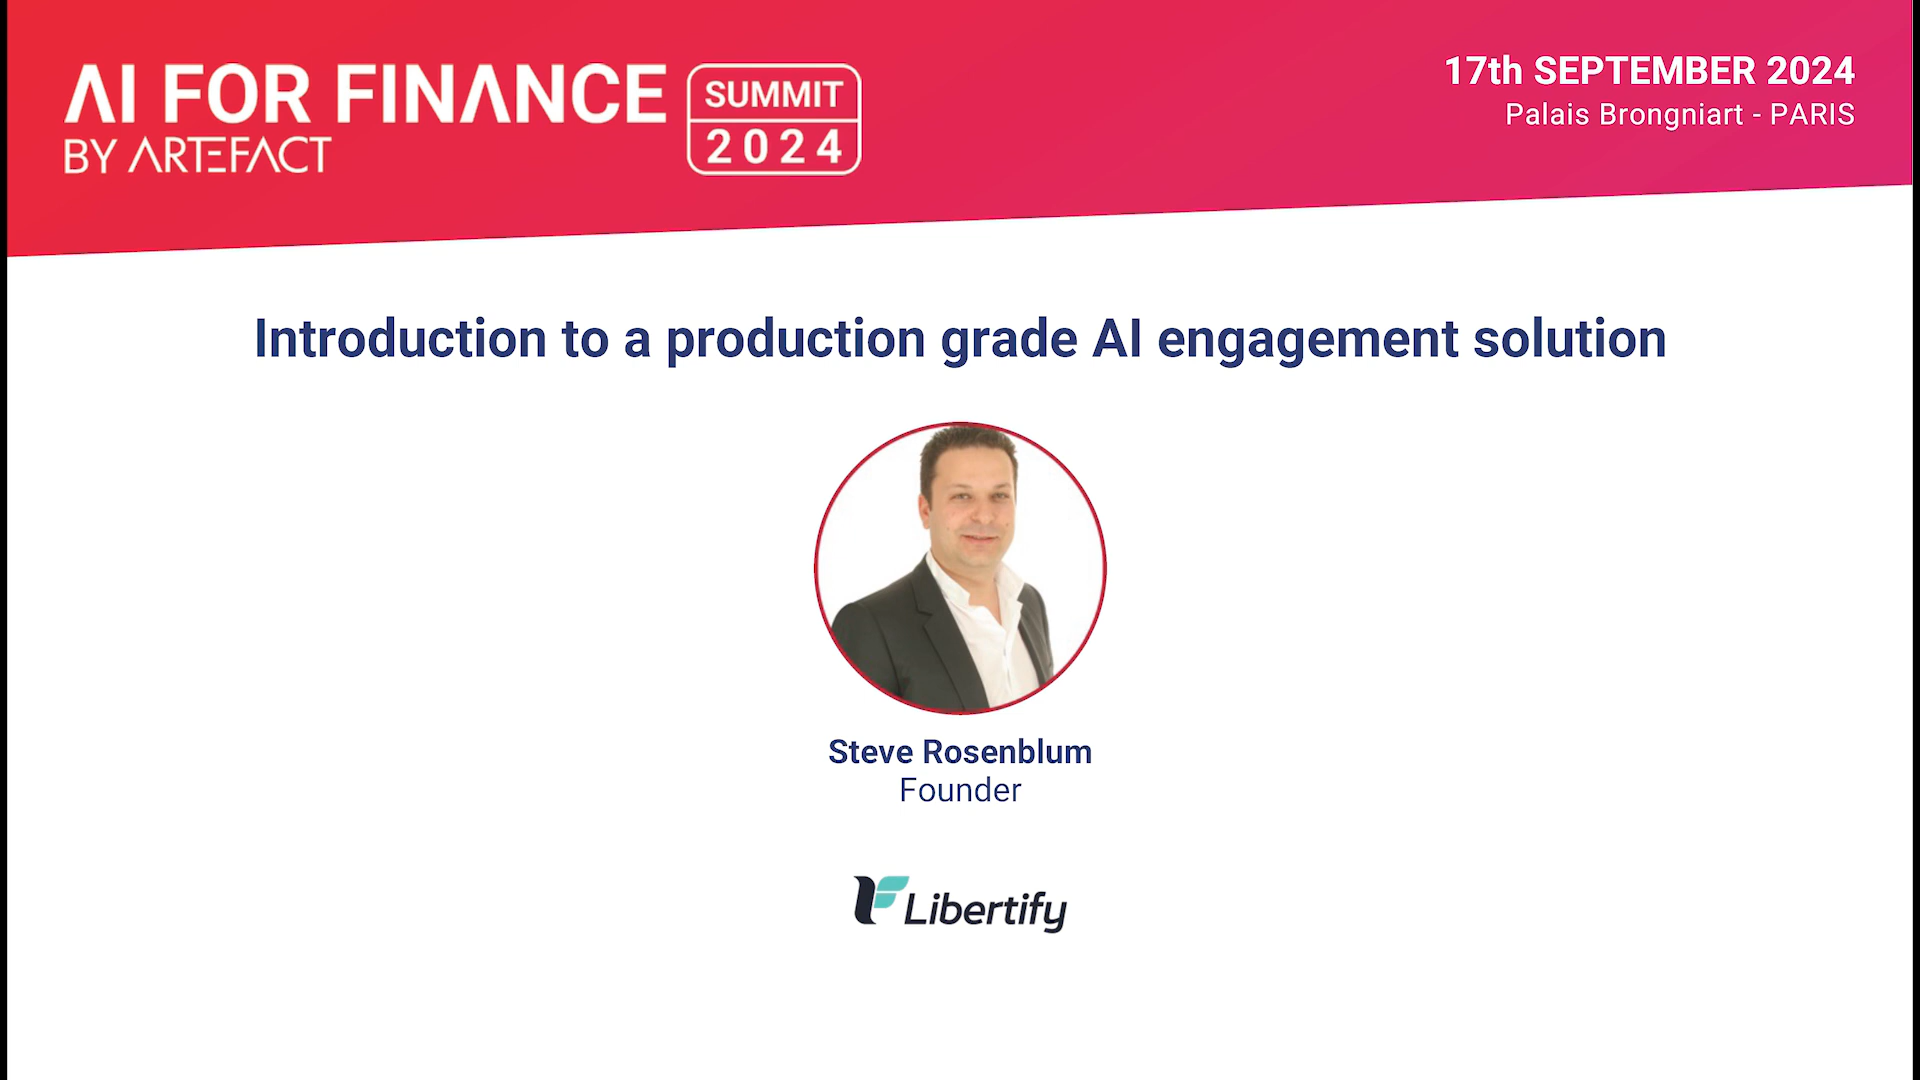 AI FOR FINANCE
BY ARTEFACT
SUMMIT
2024
17th SEPTEMBER 2024
Palais Brongniart - PARIS
Introduction to a production grade AI engagement solution
Steve Rosenblum
Founder
Libertify